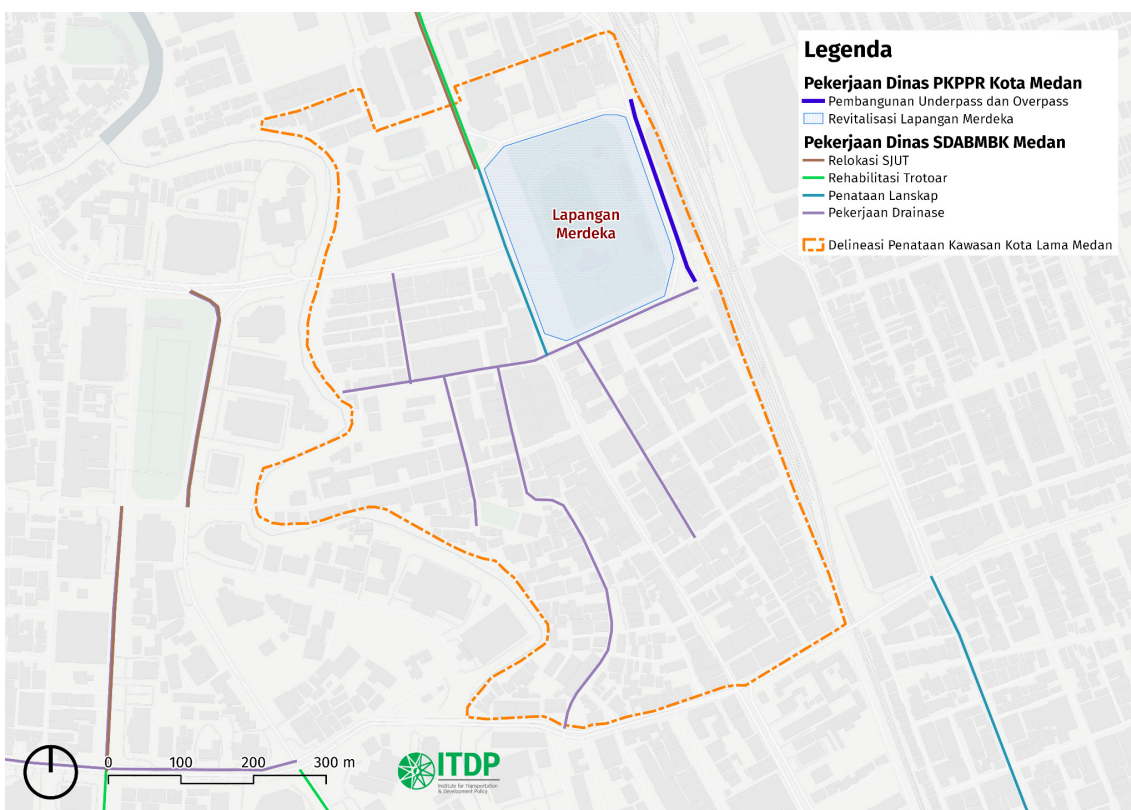 Legenda
Pekerjaan Dinas PKPPR Kota Medan
Pembangunan Underpass dan Overpass
Revitalisasi Lapangan Merdeka
Pekerjaan Dinas SDABMBK Medan
Relokasi SJUT
Rehabilitasi Trotoar
Penataan Lanskap
Pekerjaan Drainase
Delineasi Penataan Kawasan Kota Lama Medan
Lapangan
Merdeka
0 100 200 300 m
ITDP
Institute for Transportation
& Development Policy